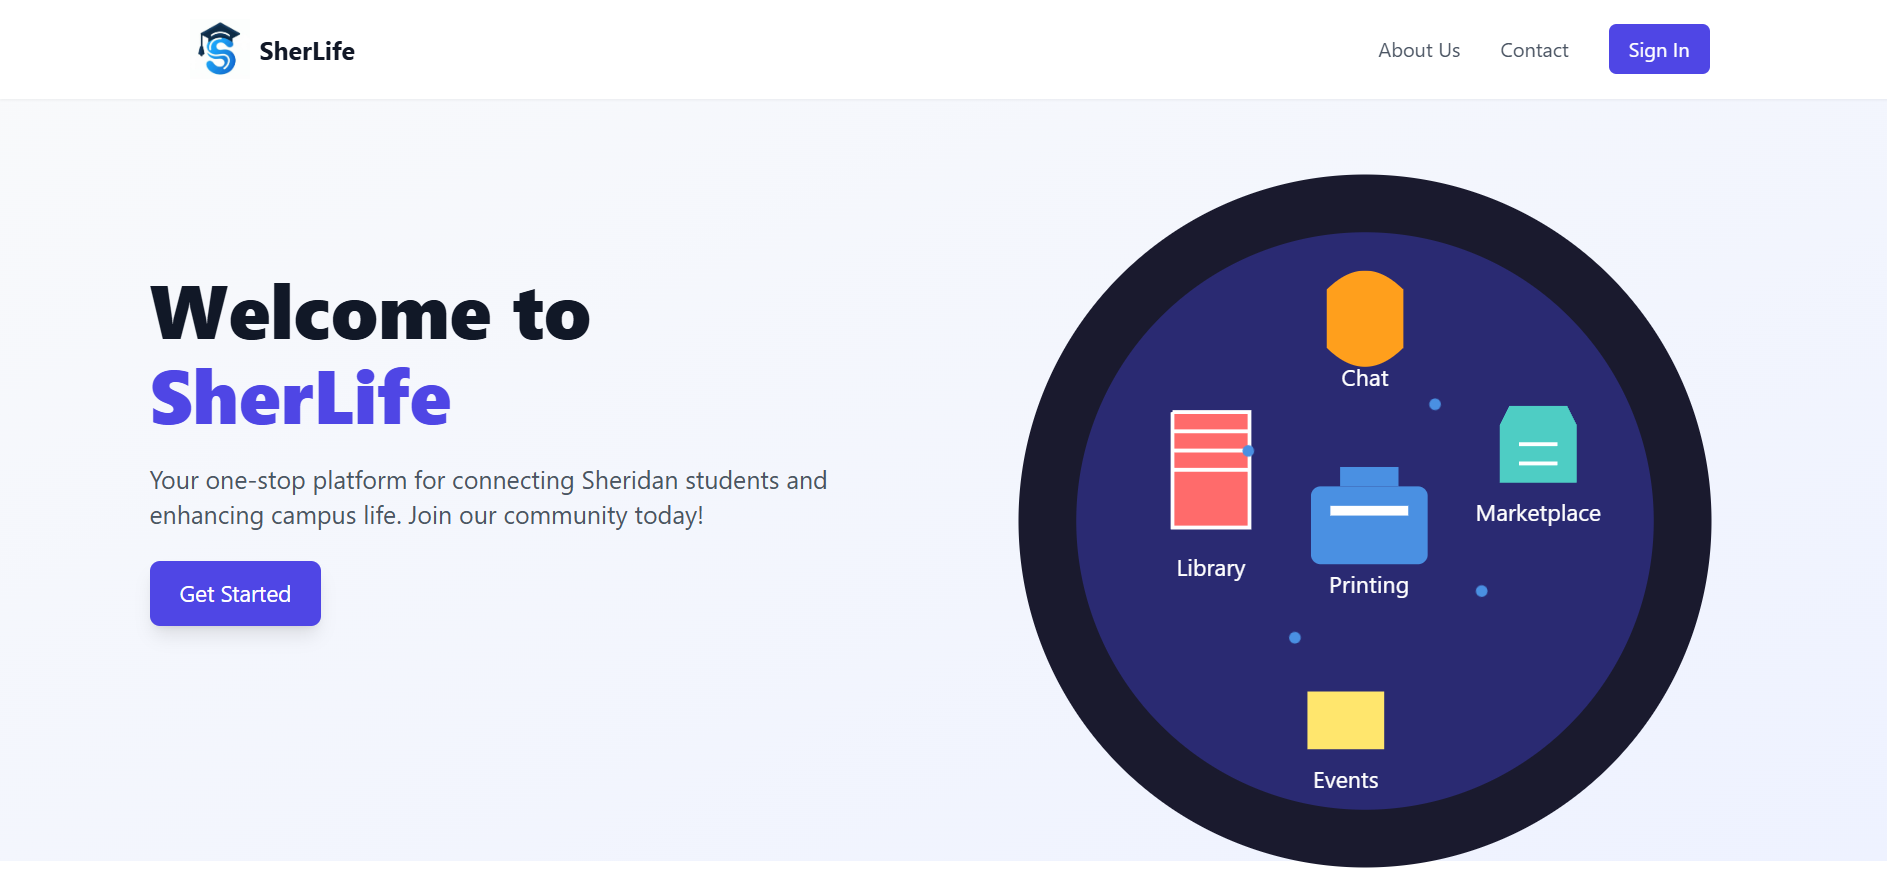 SherLife
About Us
Contact
Sign In
Welcome to
SherLife
Your one-stop platform for connecting Sheridan students and
enhancing campus life. Join our community today!
Get Started
Chat
Library
Marketplace
Printing
Events